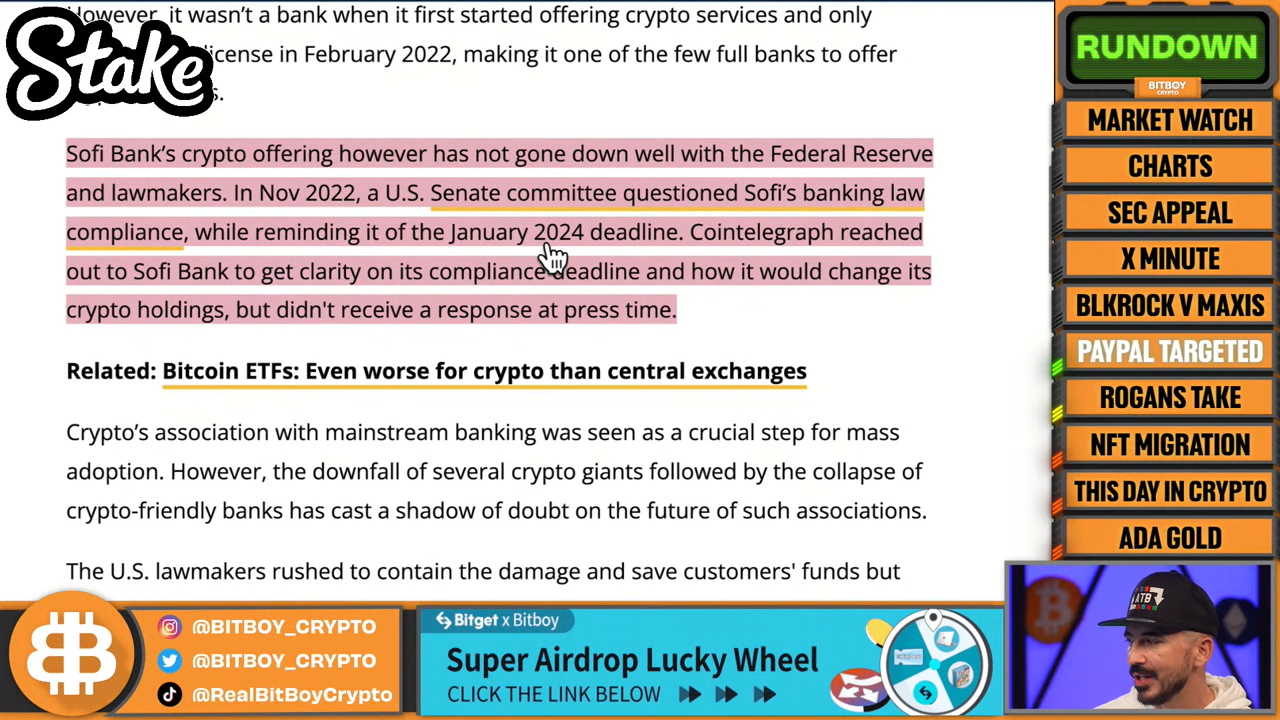 However, it wasn't a bank when it first started offering crypto services and only
Stake
license in February 2022, making it one of the few full banks to offer
s.
Sofi Bank's crypto offering however has not gone down well with the Federal Reserve
and lawmakers. In Nov 2022, a U.S. Senate committee questioned Sofi's banking law
compliance, while reminding it of the January 2024 deadline. Cointelegraph reached
out to Sofi Bank to get clarity on its compliance deadline and how it would change its
crypto holdings, but didn't receive a response at press time.
Related: Bitcoin ETFs: Even worse for crypto than central exchanges
Crypto's association with mainstream banking was seen as a crucial step for mass
adoption. However, the downfall of several crypto giants followed by the collapse of
crypto-friendly banks has cast a shadow of doubt on the future of such associations.
The U.S. lawmakers rushed to contain the damage and save customers' funds but
RUNDOWN
BITBOY
CRYPTO
MARKET WATCH
CHARTS
SEC APPEAL
X MINUTE
BLKROCK V MAXIS
PAYPAL TARGETED
ROGANS TAKE
NFT MIGRATION
THIS DAY IN CRYPTO
ADA GOLD
@BITBOY_CRYPTO
@BITBOY_CRYPTO
@RealBitBoyCrypto
Bitget x Bitboy
Super Airdrop Lucky Wheel
CLICK THE LINK BELOW
ATB